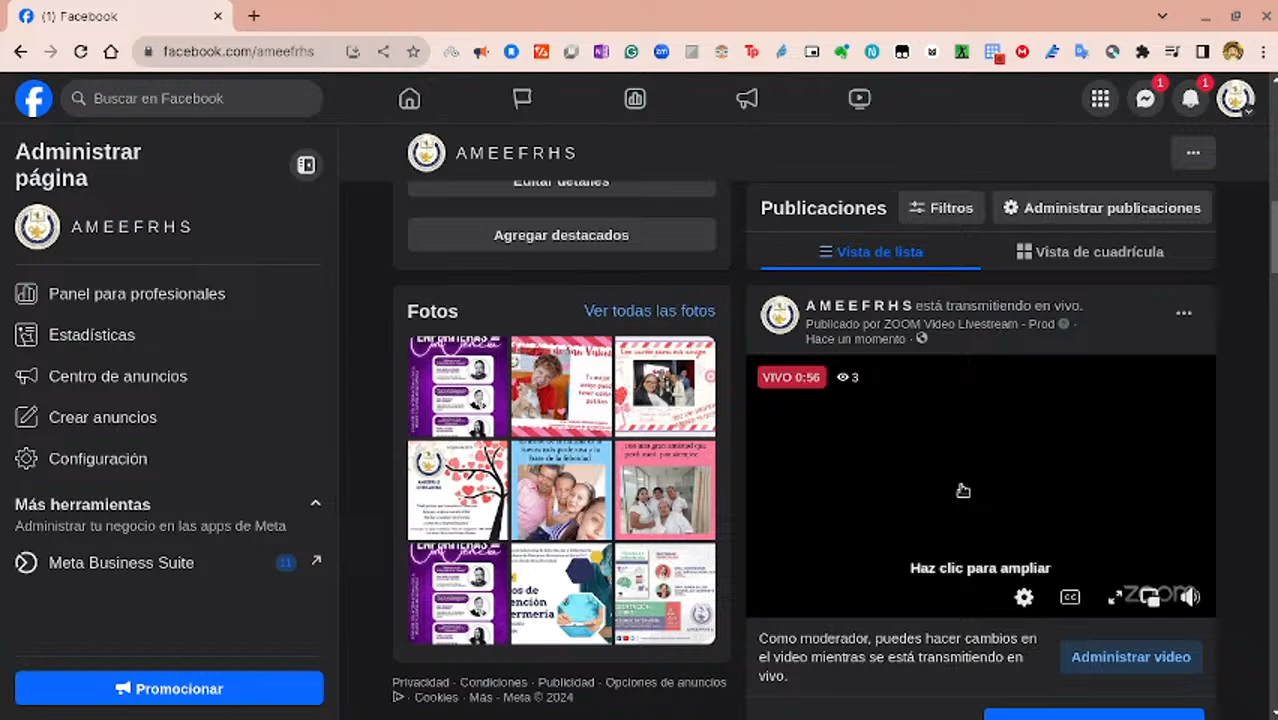 (1) Facebook
facebook.com/ameefrhs
Buscar en Facebook
1
1
Administrar
página
A M E E F R H S
Panel para profesionales
Estadísticas
Centro de anuncios
Crear anuncios
Configuración
Más herramientas
Administrar tu negocio en las apps de Meta
Meta Business Suite
11
Promocionar
A M E E F R H S
Editar detalles
Agregar destacados
Fotos
Ver todas las fotos
Privacidad · Condiciones · Publicidad · Opciones de anuncios
· Cookies · Más · Meta © 2024
Publicaciones
Filtros
Administrar publicaciones
Vista de lista
Vista de cuadrícula
A M E E F R H S está transmitiendo en vivo.
Publicado por ZOOM Video Livestream - Prod ·
Hace un momento ·
VIVO 0:56
3
Haz clic para ampliar
CC
zoom
Como moderador, puedes hacer cambios en
el video mientras se está transmitiendo en
vivo.
Administrar video